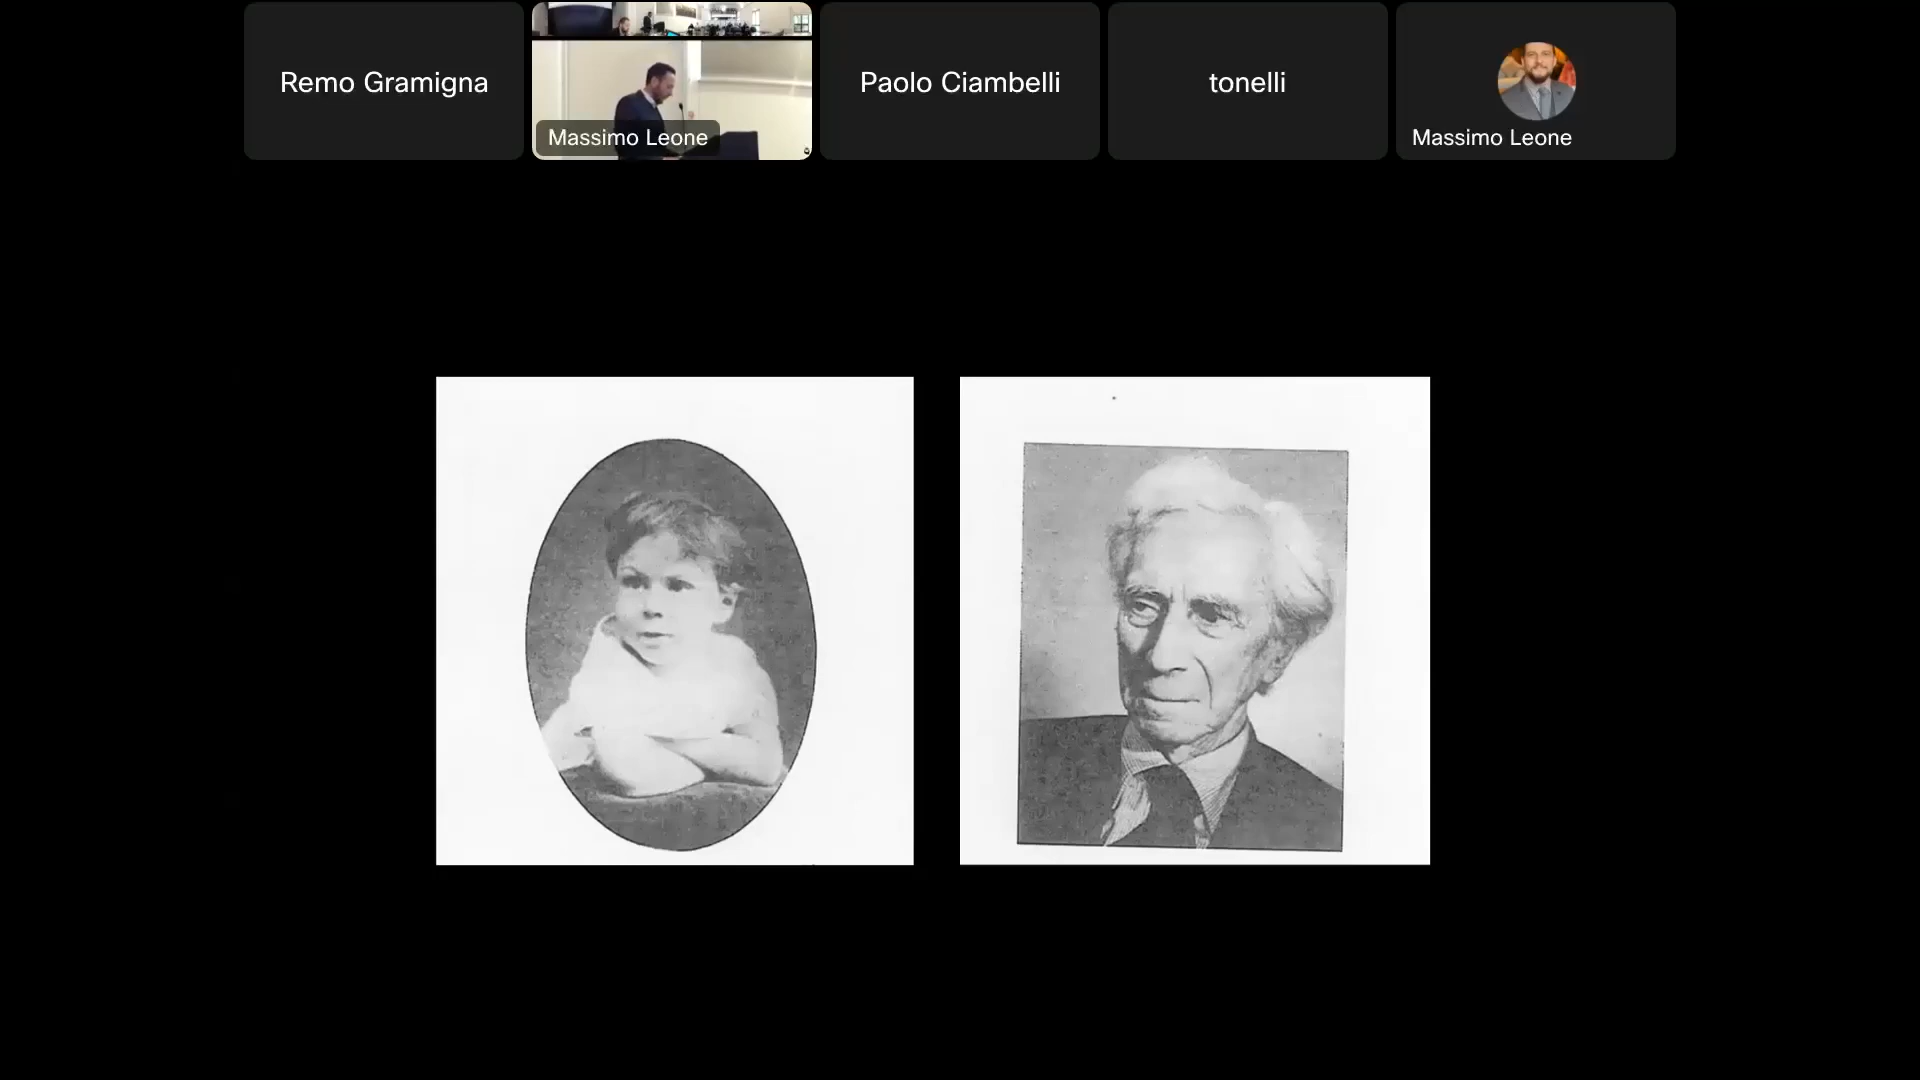 Remo Gramigna
Massimo Leone
Paolo Ciambelli
tonelli
Massimo Leone